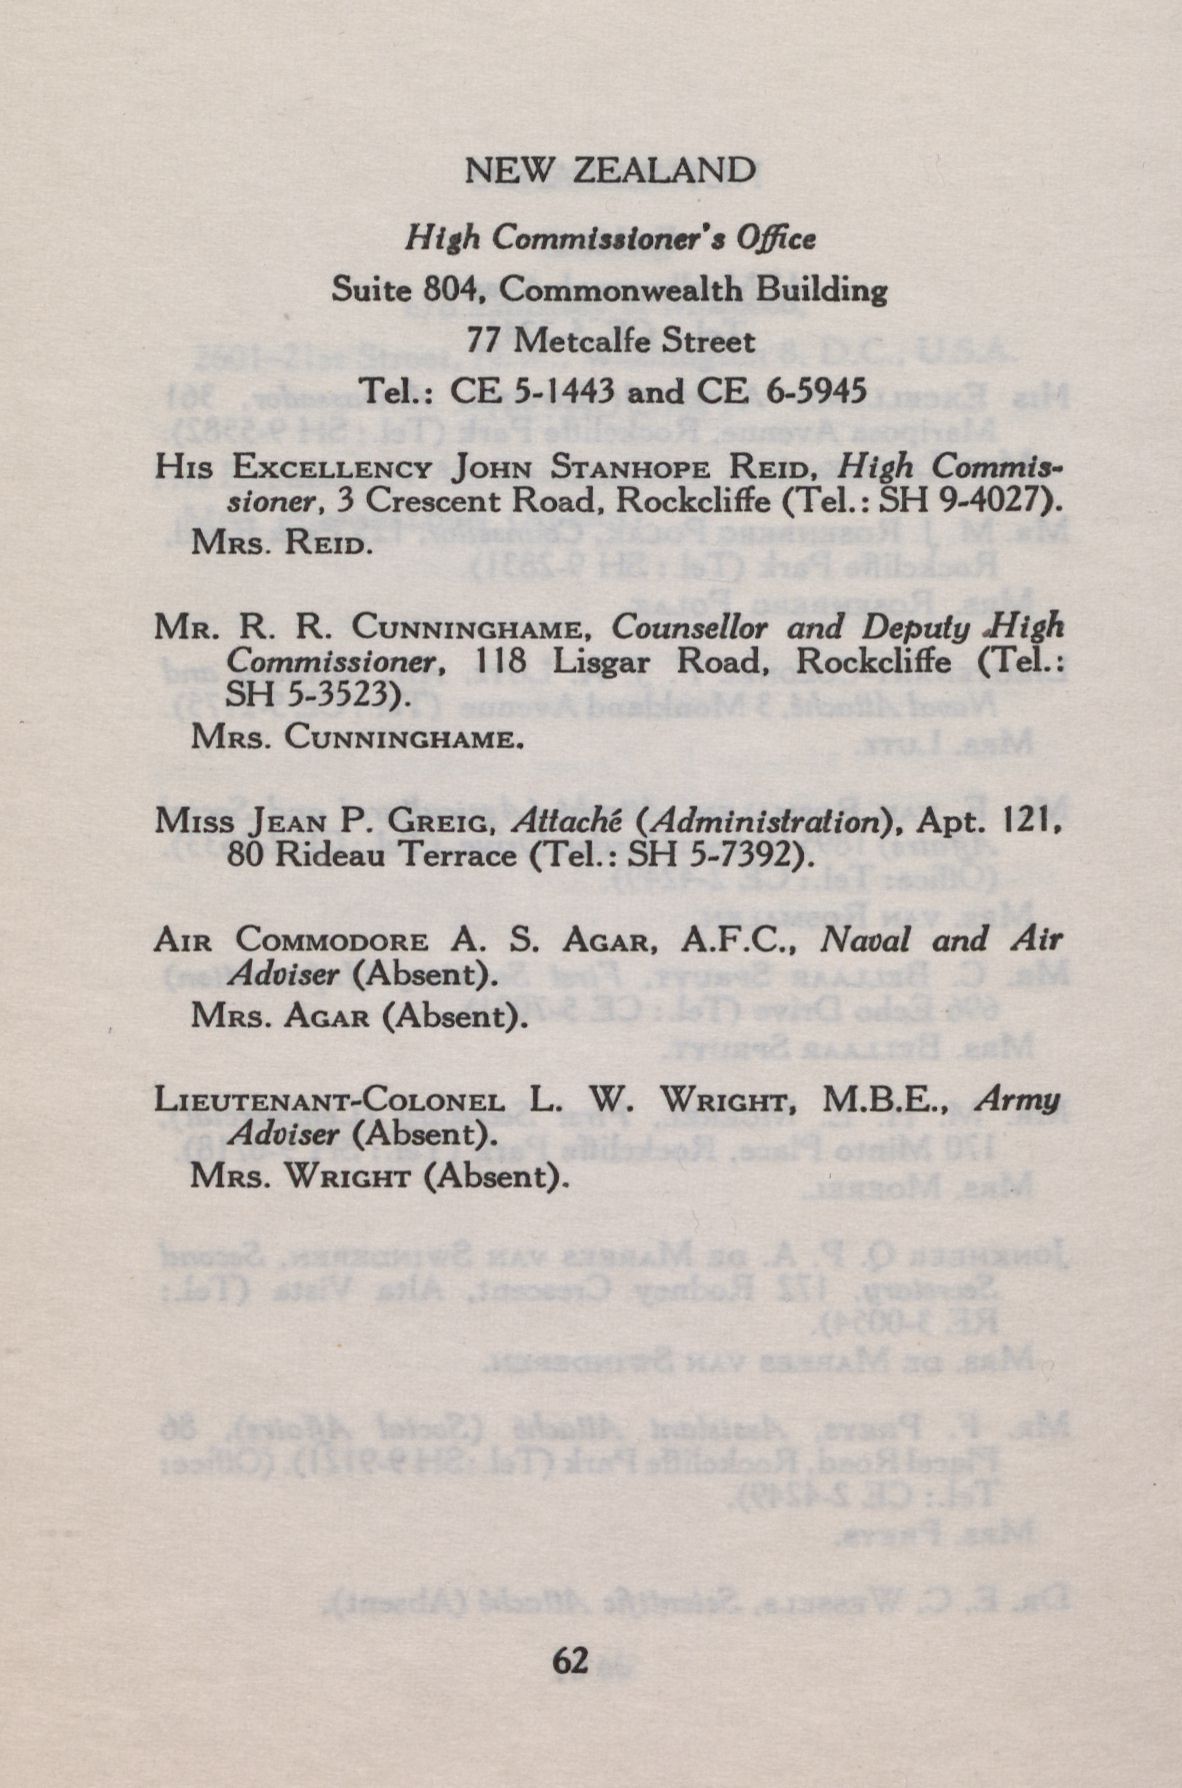 NEW ZEALAND
High Commissioner's Office
Suite 804, Commonwealth Building
77 Metcalfe Street
Tel.: CE 5-1443 and CE 6-5945
HIS EXCELLENCY JOHN STANHOPE REID, High Commis-
sioner, 3 Crescent Road, Rockcliffe (Tel.: SH 9-4027).
MRS. REID.
MR. R. R. CUNNINGHAME, Counsellor and Deputy High
Commissioner, 118 Lisgar Road, Rockcliffe (Tel.:
SH 5-3523).
MRS. CUNNINGHAME.
MISS JEAN P. GREIG, Attaché (Administration), Apt. 121,
80 Rideau Terrace (Tel.: SH 5-7392).
AIR COMMODORE A. S. AGAR, A.F.C., Naval and Air
Adviser (Absent).
MRS. AGAR (Absent).
LIEUTENANT-COLONEL L. W. WRIGHT, M.B.E., Army
Adviser (Absent).
MRS. WRIGHT (Absent).
62